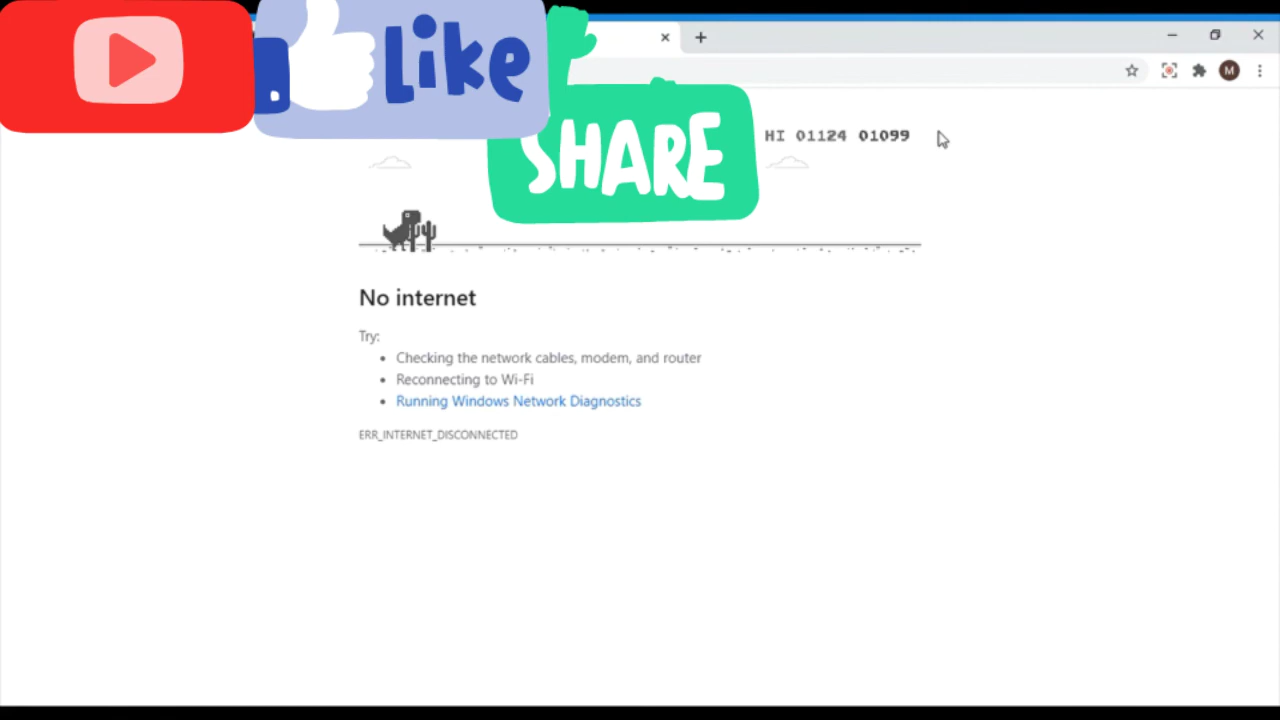 Like
SHARE
M
HI 01124 01099
No internet
Try:
Checking the network cables, modem, and router
Reconnecting to Wi-Fi
Running Windows Network Diagnostics
ERR_INTERNET_DISCONNECTED